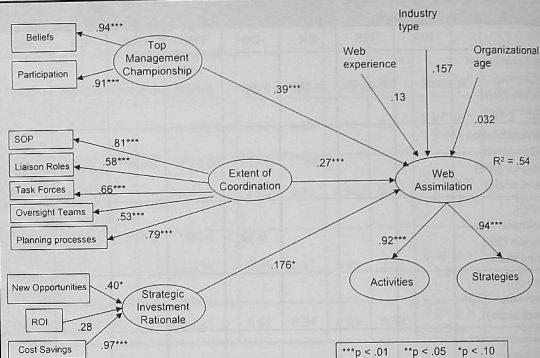 Industry
type
Web
experience
Organizational
age
.13
.157
.032
Beliefs
.94***
Participation
.91***
Top
Management
Championship
.39***
SOP
.81***
Liaison Roles
.58***
Task Forces
.66***
Oversight Teams
.53***
Planning processes
.79***
Extent of
Coordination
.27***
Web
Assimilation
R² = .54
.92***
.94***
Activities
Strategies
.176*
New Opportunities
.40*
ROI
.28
Cost Savings
.97***
Strategic
Investment
Rationale
***p < .01 **p < .05 *p < .10